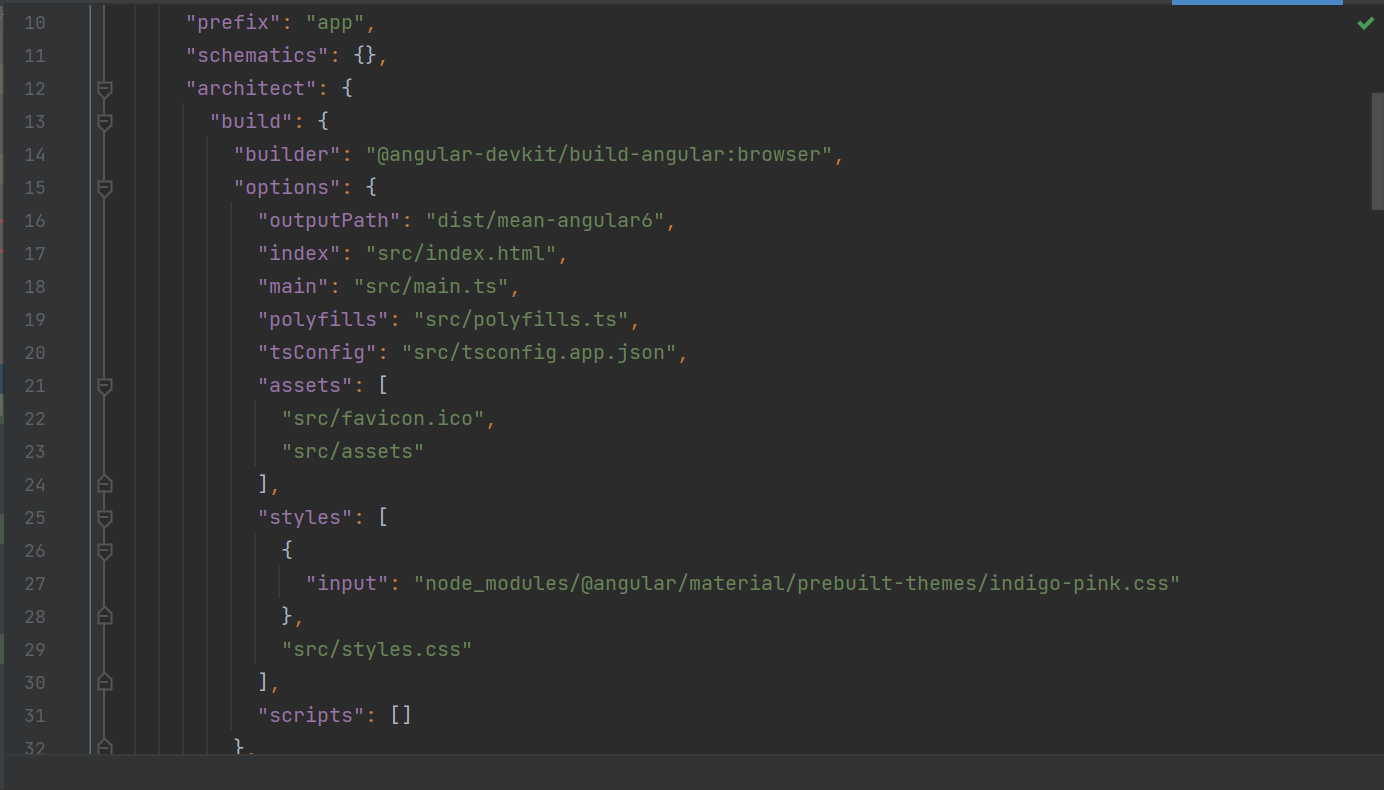 10 "prefix": "app",
11 "schematics": {},
12 "architect": {
13 "build": {
14 "builder": "@angular-devkit/build-angular:browser",
15 "options": {
16 "outputPath": "dist/mean-angular6",
17 "index": "src/index.html",
18 "main": "src/main.ts",
19 "polyfills": "src/polyfills.ts",
20 "tsConfig": "src/tsconfig.app.json",
21 "assets": [
22 "src/favicon.ico",
23 "src/assets"
24 ],
25 "styles": [
26 {
27 "input": "node_modules/@angular/material/prebuilt-themes/indigo-pink.css"
28 },
29 "src/styles.css"
30 ],
31 "scripts": []
32 },